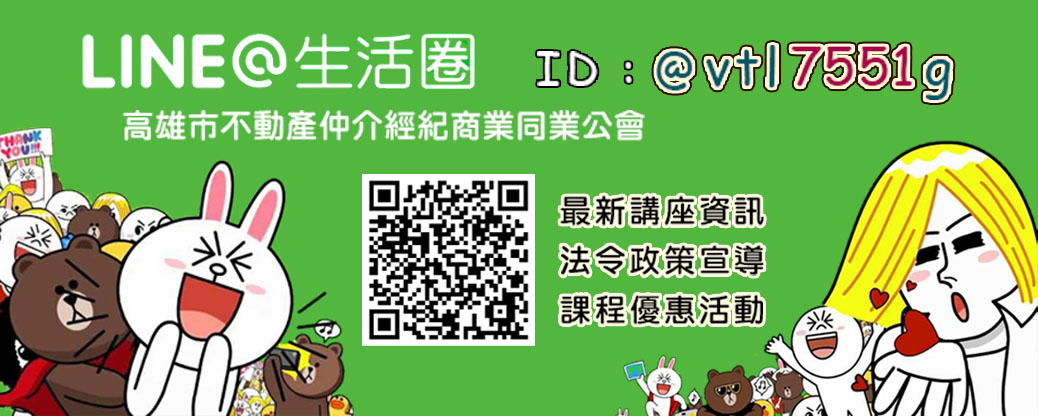 LINE@生活圈
ID：@vtl7551g
高雄市不動產仲介經紀商業同業公會
THANK
YOU!!!
最新講座資訊
法令政策宣導
課程優惠活動